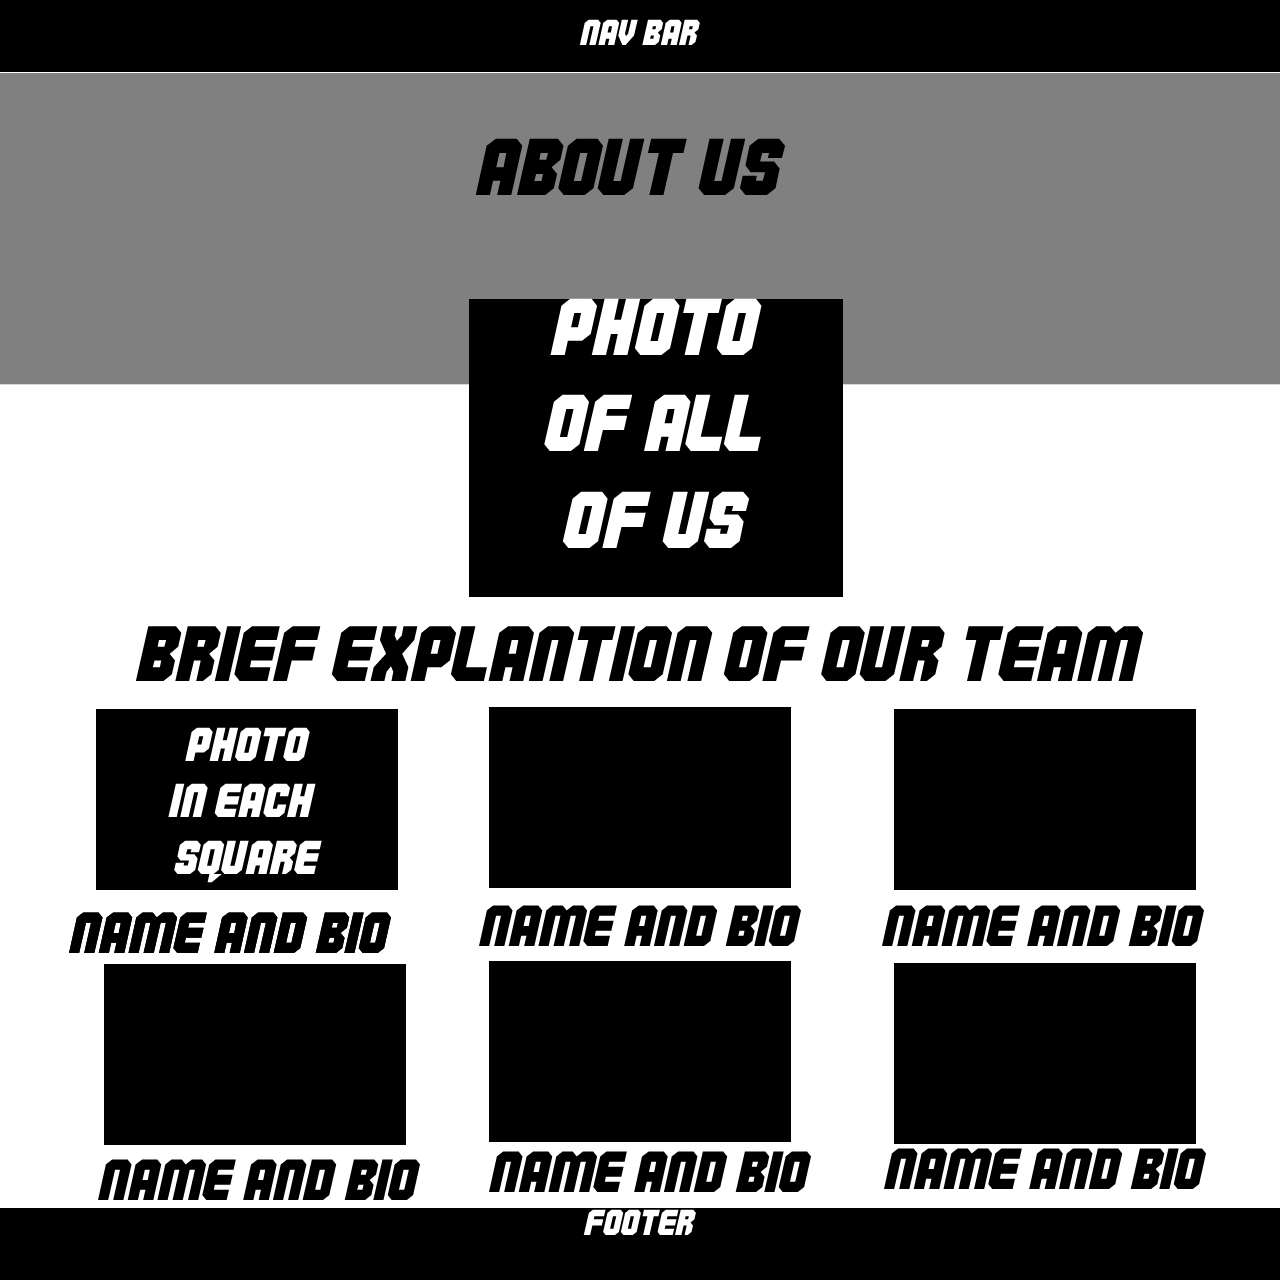 NAV BAR
ABOUT US
PHOTO
OF ALL
OF US
BRIEF EXPLANTION OF OUR TEAM
PHOTO
IN EACH
SQUARE
NAME AND BIO
NAME AND BIO
NAME AND BIO
NAME AND BIO
NAME AND BIO
NAME AND BIO
FOOTER